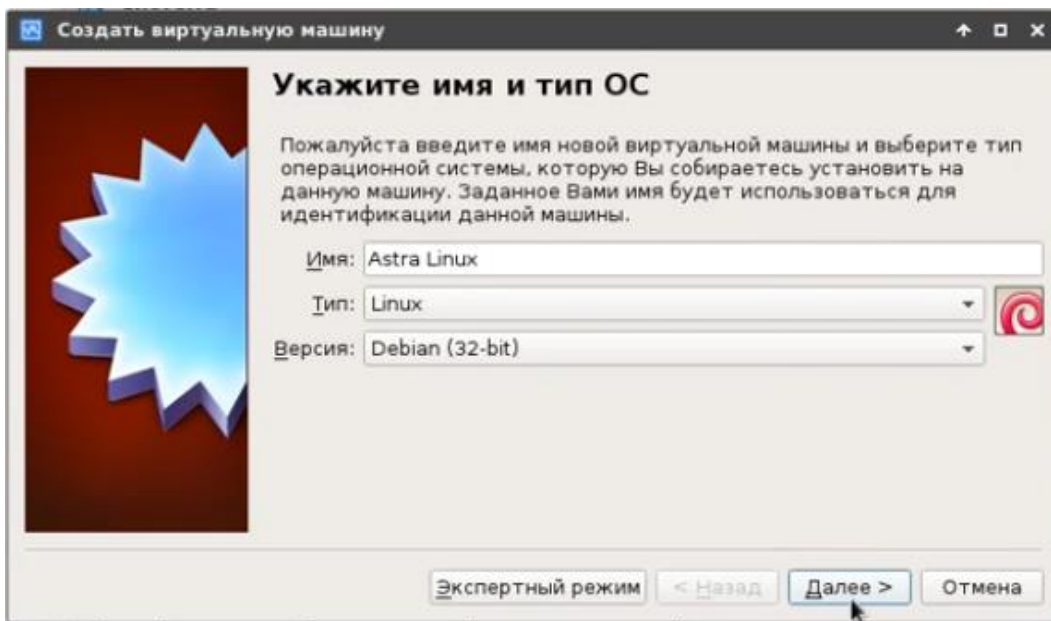 Создать виртуальную машину
Укажите имя и тип ОС
Пожалуйста введите имя новой виртуальной машины и выберите тип
операционной системы, которую Вы собираетесь установить на
данную машину. Заданное Вами имя будет использоваться для
идентификации данной машины.
Имя: Astra Linux
Тип: Linux
Версия: Debian (32-bit)
Экспертный режим < Назад Далее > Отмена